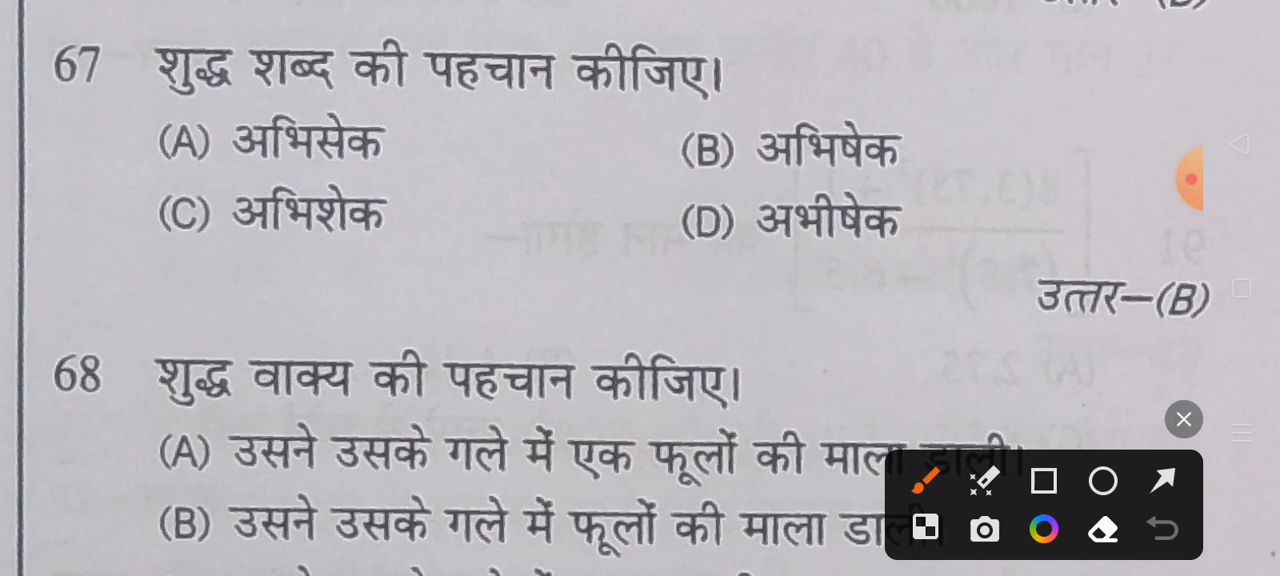 67 शुद्ध शब्द की पहचान कीजिए।
(A) अभिसेक (B) अभिषेक
(C) अभिशेक (D) अभीषेक
उत्तर–(B)
68 शुद्ध वाक्य की पहचान कीजिए।
(A) उसने उसके गले में एक फूलों की माला डाली।
(B) उसने उसके गले में फूलों की माला डाली।